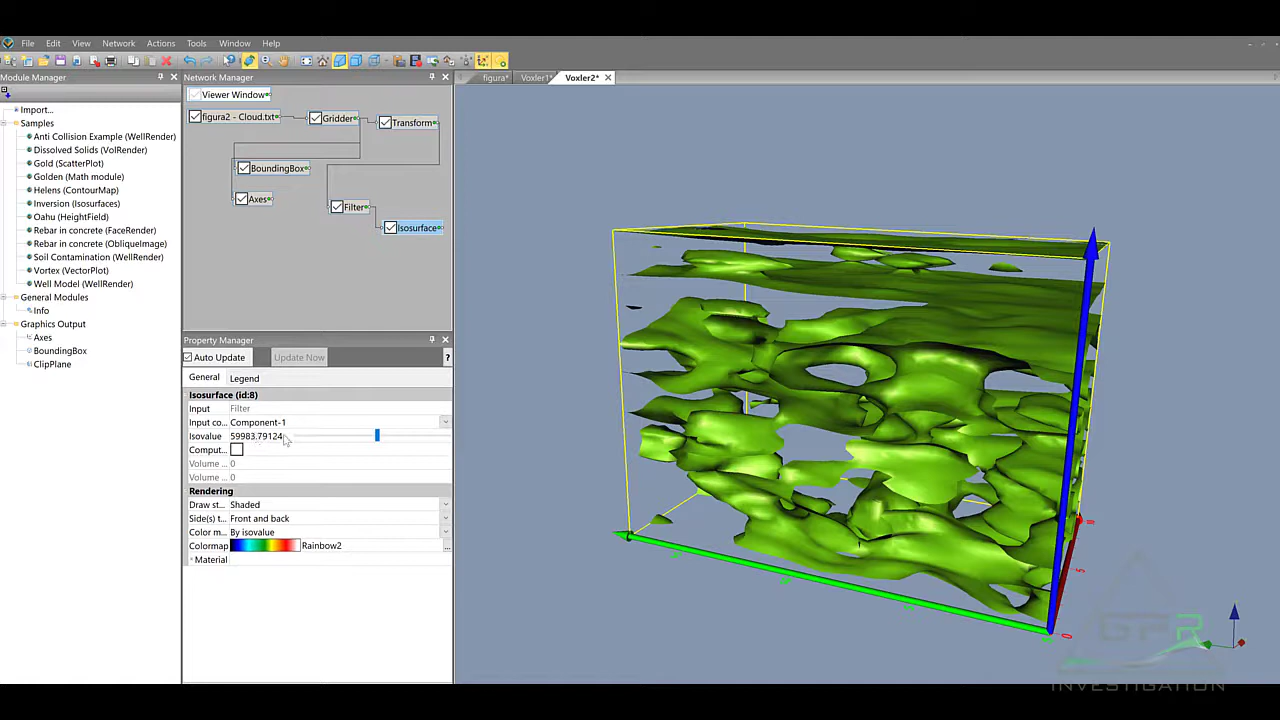 File Edit View Network Actions Tools Window Help
Module Manager
Import...
Samples
Anti Collision Example (WellRender)
Dissolved Solids (VolRender)
Gold (ScatterPlot)
Golden (Math module)
Helens (ContourMap)
Inversion (Isosurfaces)
Oahu (HeightField)
Rebar in concrete (FaceRender)
Rebar in concrete (ObliqueImage)
Soil Contamination (WellRender)
Vortex (VectorPlot)
Well Model (WellRender)
General Modules
Info
Graphics Output
Axes
BoundingBox
ClipPlane
Network Manager
Viewer Window
figura2 - Cloud.txt
Gridder
Transform
BoundingBox
Axes
Filter
Isosurface
Property Manager
Auto Update Update Now ?
General Legend
Isosurface (id:8)
Input Filter
Input co... Component-1
Isovalue 59983.79124
Comput...
Volume ... 0
Volume ... 0
Rendering
Draw st... Shaded
Side(s) t... Front and back
Color m... By isovalue
Colormap Rainbow2 ...
Material
figura* Voxler1* Voxler2*
5
0
GPR
INVESTIGATION